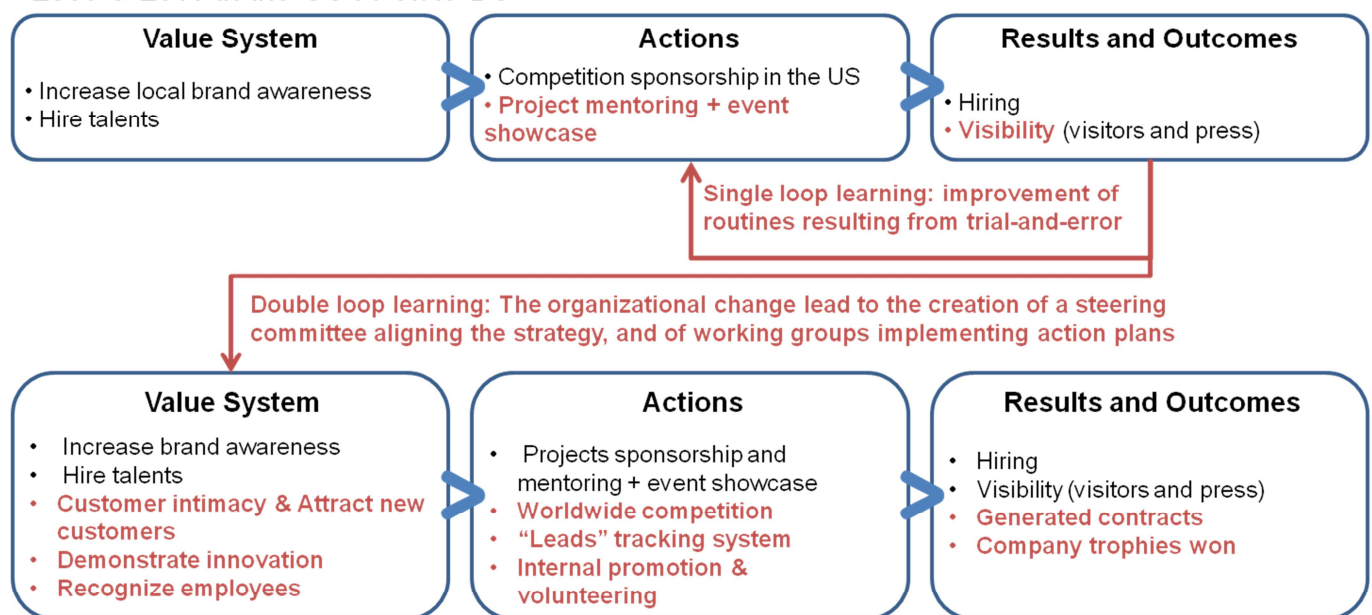 Value System
• Increase local brand awareness
• Hire talents
Actions
• Competition sponsorship in the US
• Project mentoring + event
showcase
Results and Outcomes
• Hiring
• Visibility (visitors and press)
Single loop learning: improvement of
routines resulting from trial-and-error
Double loop learning: The organizational change lead to the creation of a steering
committee aligning the strategy, and of working groups implementing action plans
Value System
• Increase brand awareness
• Hire talents
• Customer intimacy & Attract new
customers
• Demonstrate innovation
• Recognize employees
Actions
• Projects sponsorship and
mentoring + event showcase
• Worldwide competition
• “Leads” tracking system
• Internal promotion &
volunteering
Results and Outcomes
• Hiring
• Visibility (visitors and press)
• Generated contracts
• Company trophies won